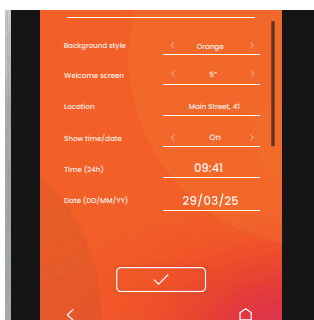 Background style Orange
Welcome screen 5”
Location Main Street, 41
Show time/date On
Time (24h) 09:41
Date (DD/MM/YY) 29/03/25